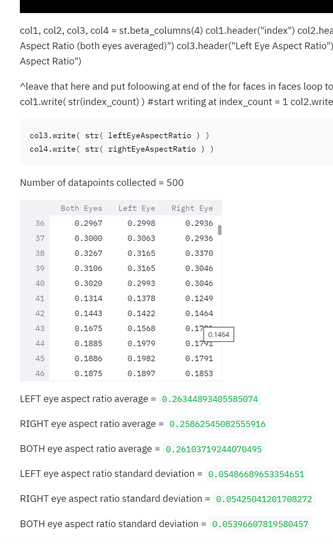 col1, col2, col3, col4 = st.beta_columns(4) col1.header("index") col2.hea
Aspect Ratio (both eyes averaged)") col3.header("Left Eye Aspect Ratio")
Aspect Ratio")
^leave that here and put foolowing at end of the for faces in faces loop to
col1.write( str(index_count) ) #start writing at index_count = 1 col2.write
col3.write( str( leftEyeAspectRatio ) )
col4.write( str( rightEyeAspectRatio ) )
Number of datapoints collected = 500
Both Eyes Left Eye Right Eye
36 0.2967 0.2998 0.2936
37 0.3000 0.3063 0.2936
38 0.3267 0.3165 0.3370
39 0.3106 0.3165 0.3046
40 0.3020 0.2993 0.3046
41 0.1314 0.1378 0.1249
42 0.1443 0.1422 0.1464
43 0.1675 0.1568
0.1464
44 0.1885 0.1979 0.1791
45 0.1886 0.1982 0.1791
46 0.1875 0.1897 0.1853
LEFT eye aspect ratio average = 0.26344893405585074
RIGHT eye aspect ratio average = 0.25862545082555916
BOTH eye aspect ratio average = 0.26103719244070495
LEFT eye aspect ratio standard deviation = 0.05486689653354651
RIGHT eye aspect ratio standard deviation = 0.05425041201708272
BOTH eye aspect ratio standard deviation = 0.05396607819580457